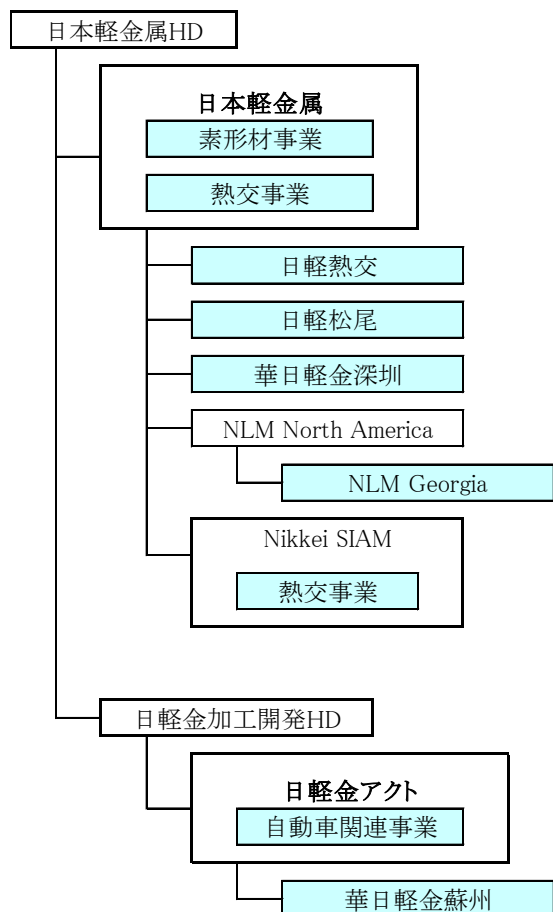 日本軽金属HD
日本軽金属
素形材事業
熱交事業
日軽熱交
日軽松尾
華日軽金深圳
NLM North America
NLM Georgia
Nikkei SIAM
熱交事業
日軽金加工開発HD
日軽金アクト
自動車関連事業
華日軽金蘇州